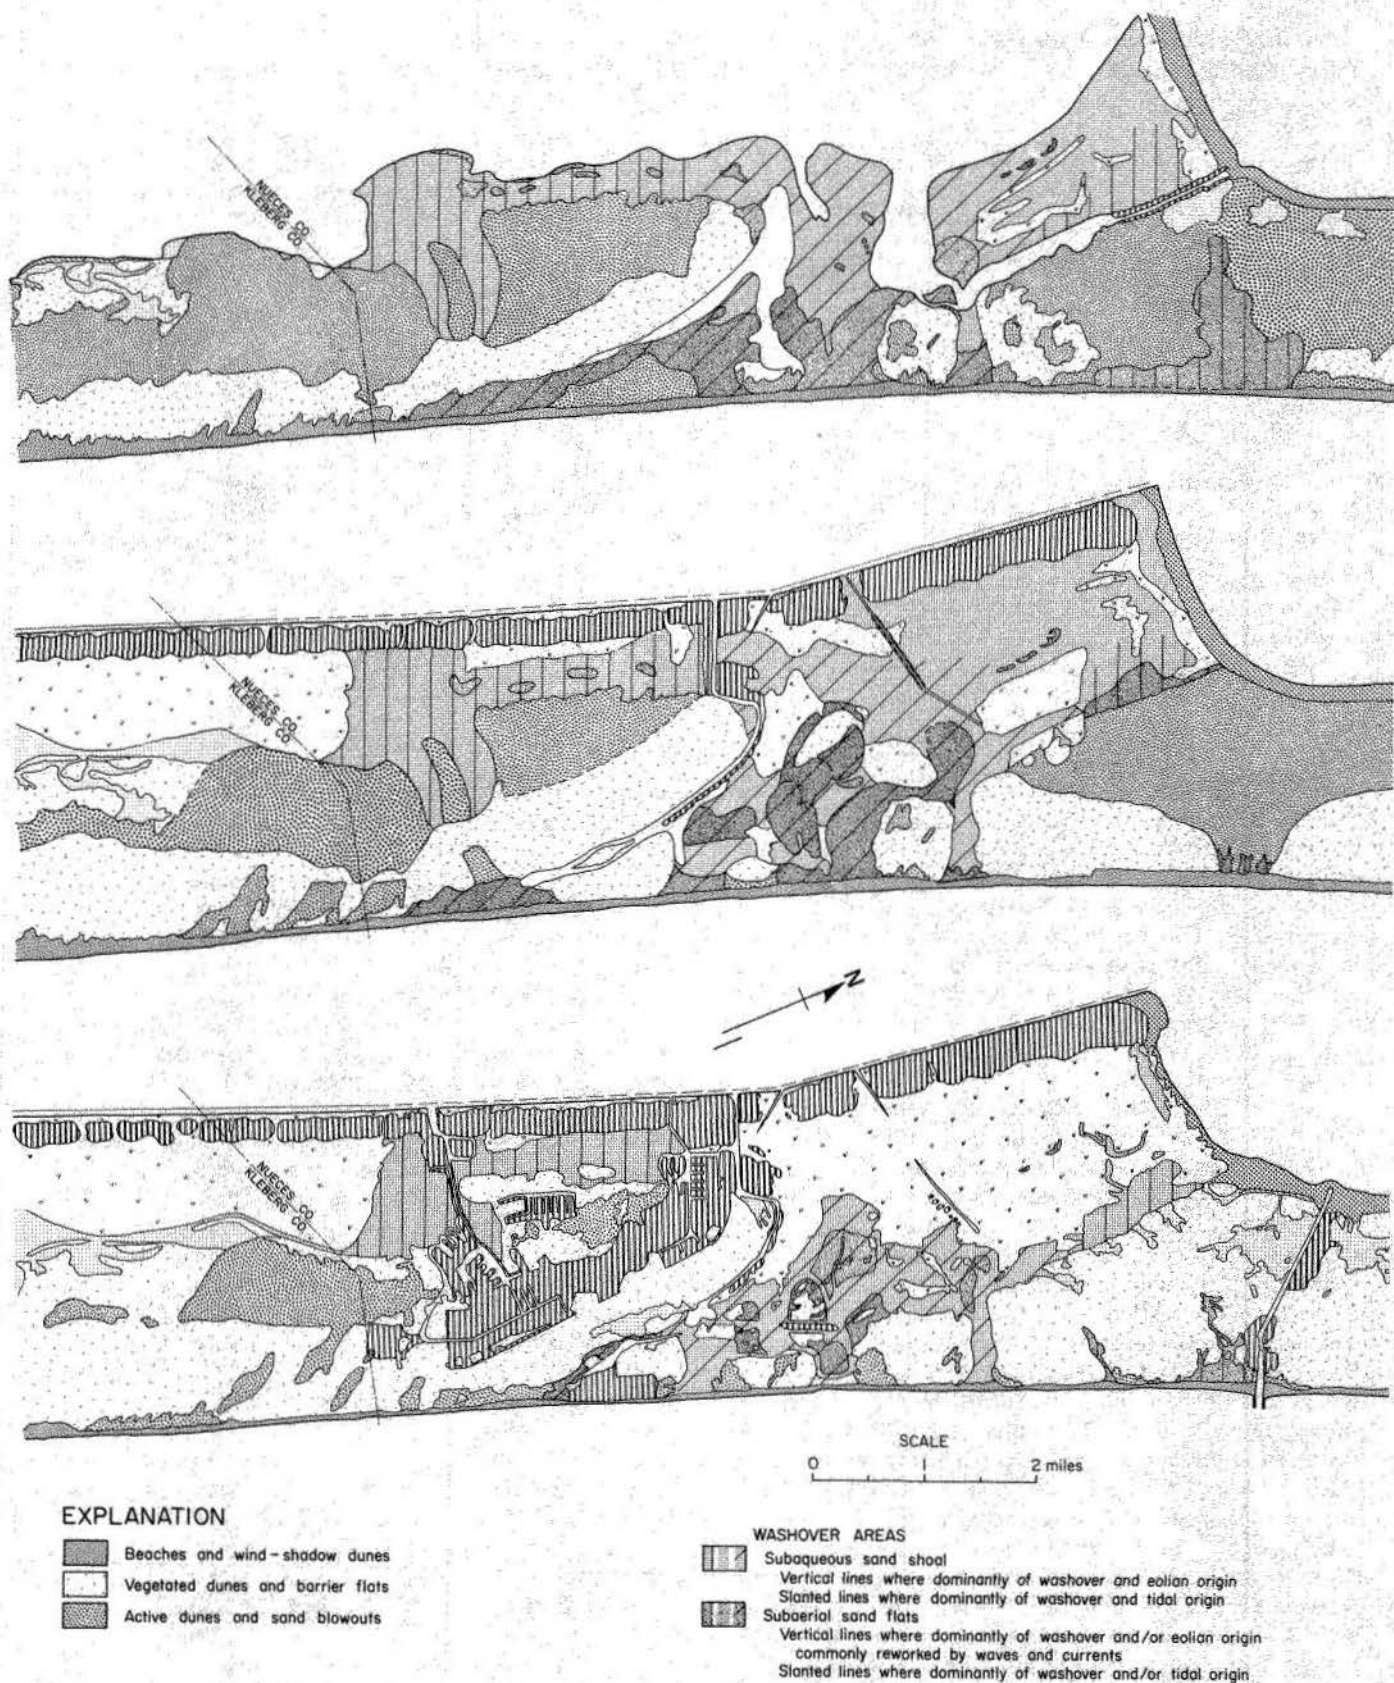 NUECES CO
KLEBERG CO
NUECES CO
KLEBERG CO
N
NUECES CO
KLEBERG CO
SCALE
0 1 2 miles
EXPLANATION
Beaches and wind-shadow dunes
Vegetated dunes and barrier flats
Active dunes and sand blowouts
WASHOVER AREAS
Subaqueous sand shoal
Vertical lines where dominantly of washover and eolian origin
Slanted lines where dominantly of washover and tidal origin
Subaerial sand flats
Vertical lines where dominantly of washover and/or eolian origin
commonly reworked by waves and currents
Slanted lines where dominantly of washover and/or tidal origin